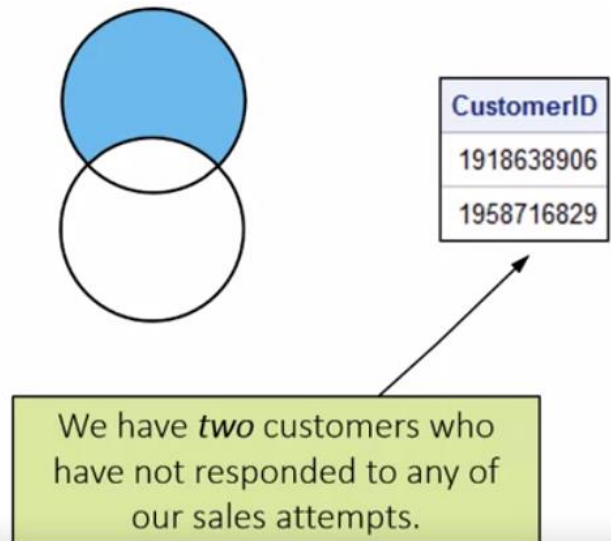 CustomerID
1918638906
1958716829
We have two customers who
have not responded to any of
our sales attempts.